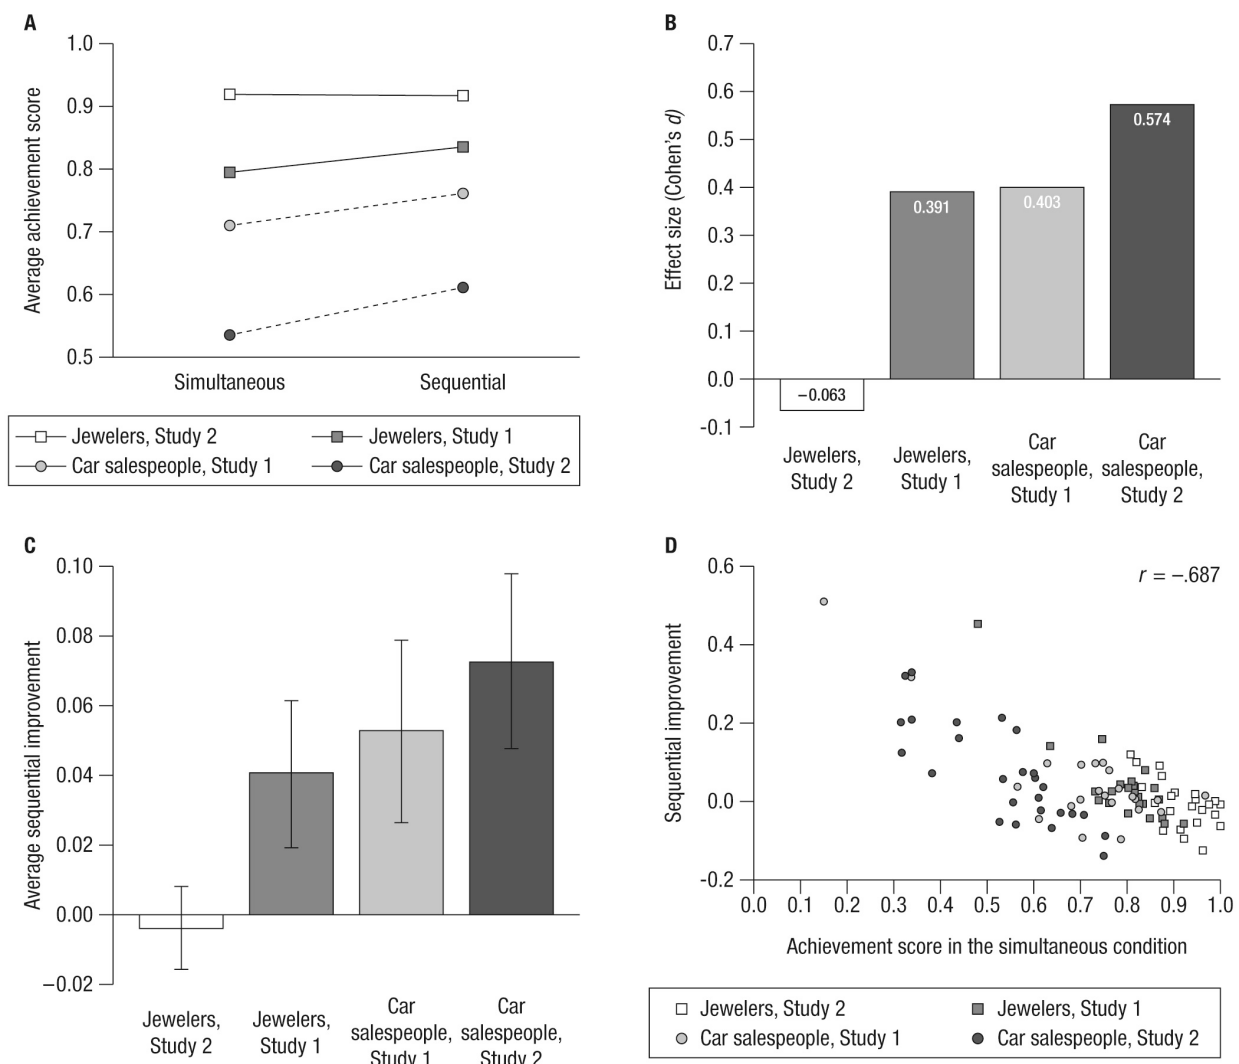 A
1.0
0.9
0.8
0.7
0.6
0.5
Average achievement score
Simultaneous
Sequential
Jewelers, Study 2
Jewelers, Study 1
Car salespeople, Study 1
Car salespeople, Study 2
B
0.7
0.6
0.5
0.4
0.3
0.2
0.1
0.0
-0.1
Effect size (Cohen's d)
−0.063
0.391
0.403
0.574
Jewelers,
Study 2
Jewelers,
Study 1
Car
salespeople,
Study 1
Car
salespeople,
Study 2
C
0.10
0.08
0.06
0.04
0.02
0.00
−0.02
Average sequential improvement
Jewelers,
Study 2
Jewelers,
Study 1
Car
salespeople,
Study 1
Car
salespeople,
Study 2
D
0.6
0.4
0.2
0.0
-0.2
Sequential improvement
r = −.687
0.0 0.1 0.2 0.3 0.4 0.5 0.6 0.7 0.8 0.9 1.0
Achievement score in the simultaneous condition
Jewelers, Study 2
Jewelers, Study 1
Car salespeople, Study 1
Car salespeople, Study 2